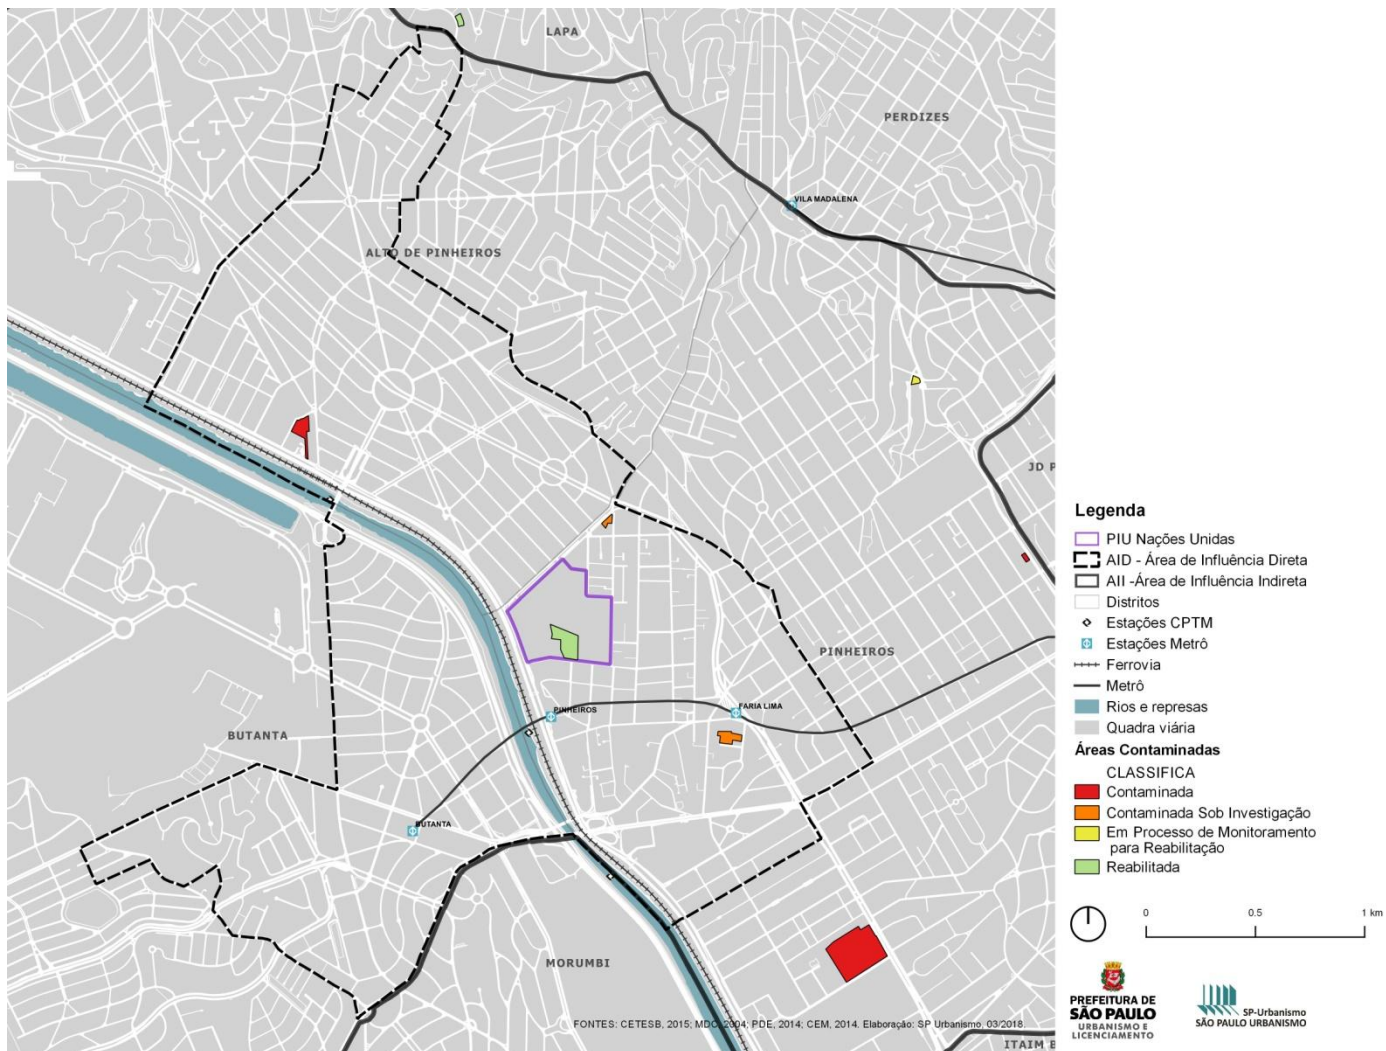 LAPA
PERDIZES
VILA MADALENA
ALTO DE PINHEIROS
JD P
PINHEIROS
PINHEIROS
FARIA LIMA
BUTANTA
BUTANTA
MORUMBI
FONTES: CETESB, 2015; MDC, 2004; PDE, 2014; CEM, 2014. Elaboração: SP Urbanismo, 03/2018.
ITAIM B
Legenda
PIU Nações Unidas
AID - Área de Influência Direta
AII -Área de Influência Indireta
Distritos
Estações CPTM
Estações Metrô
Ferrovia
Metrô
Rios e represas
Quadra viária
Áreas Contaminadas
CLASSIFICA
Contaminada
Contaminada Sob Investigação
Em Processo de Monitoramento
para Reabilitação
Reabilitada
0 0.5 1 km
PREFEITURA DE
SÃO PAULO
URBANISMO E
LICENCIAMENTO
SP-Urbanismo
SÃO PAULO URBANISMO